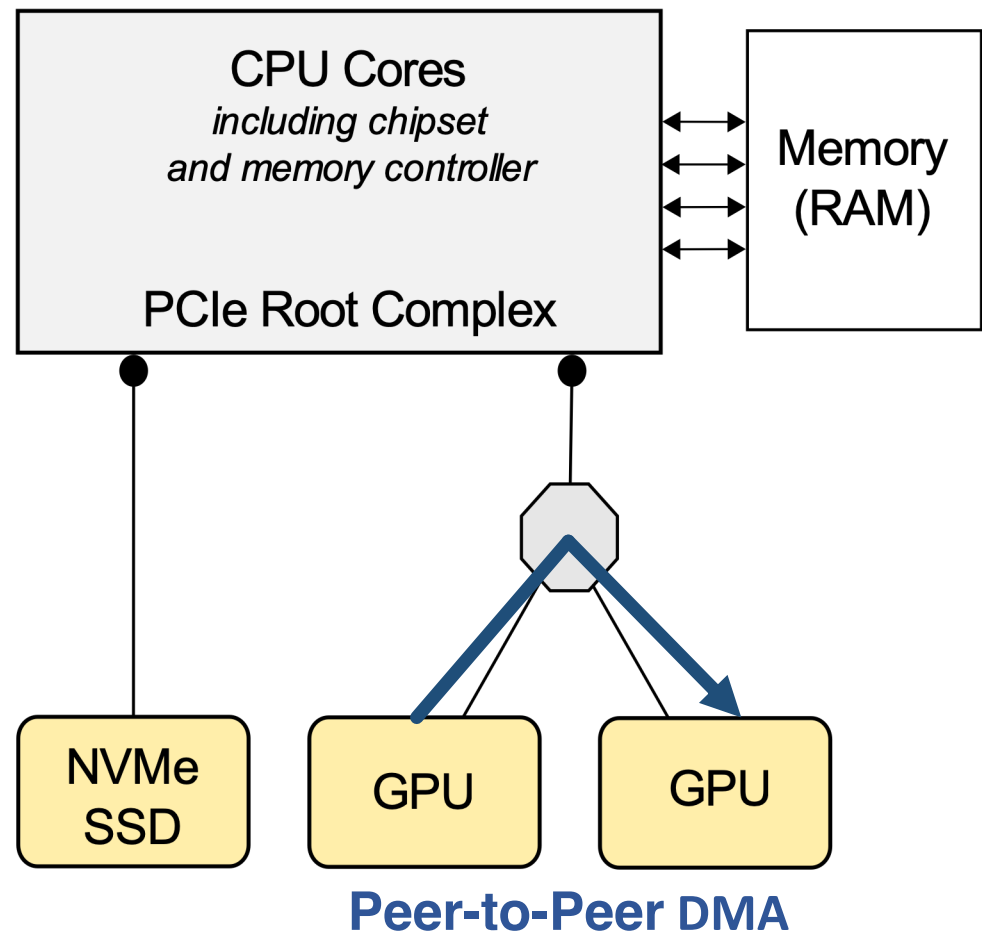 CPU Cores
including chipset
and memory controller
PCIe Root Complex
Memory
(RAM)
NVMe
SSD
GPU
GPU
Peer-to-Peer DMA